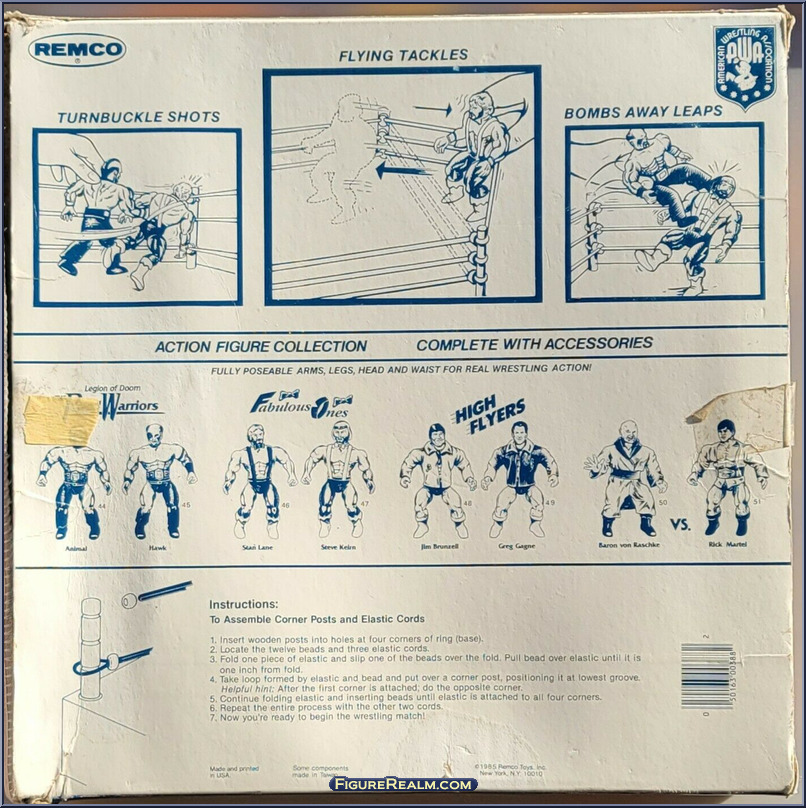 REMCO
®
AMERICAN WRESTLING ASSOCIATION
AWA
FLYING TACKLES
TURNBUCKLE SHOTS
BOMBS AWAY LEAPS
ACTION FIGURE COLLECTION COMPLETE WITH ACCESSORIES
FULLY POSEABLE ARMS, LEGS, HEAD AND WAIST FOR REAL WRESTLING ACTION!
Legion of Doom
Warriors
Fabulous Ones
HIGH FLYERS
44
45
46
47
48
49
50
VS.
51
Animal
Hawk
Stan Lane
Steve Keirn
Jim Brunzell
Greg Gagne
Baron von Raschke
Rick Martel
Instructions:
To Assemble Corner Posts and Elastic Cords
1. Insert wooden posts into holes at four corners of ring (base).
2. Locate the twelve beads and three elastic cords.
3. Fold one piece of elastic and slip one of the beads over the fold. Pull bead over elastic until it is
one inch from fold.
4. Take loop formed by elastic and bead and put over a corner post, positioning it at lowest groove.
Helpful hint: After the first corner is attached, do the opposite corner.
5. Continue folding elastic and inserting beads until elastic is attached to all four corners.
6. Repeat the entire process with the other two cords.
7. Now you're ready to begin the wrestling match!
Made and printed
in USA.
Some components
made in Taiwan
©1985 Remco Toys, Inc.
New York, N.Y. 10010
FigureRealm.com